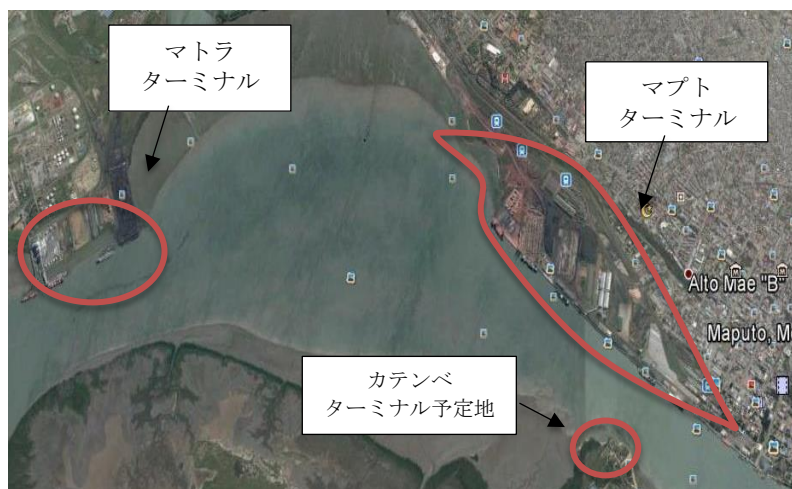 マトラ
ターミナル
マプト
ターミナル
Alto Mae "B"
Maputo, M
カテンベ
ターミナル予定地